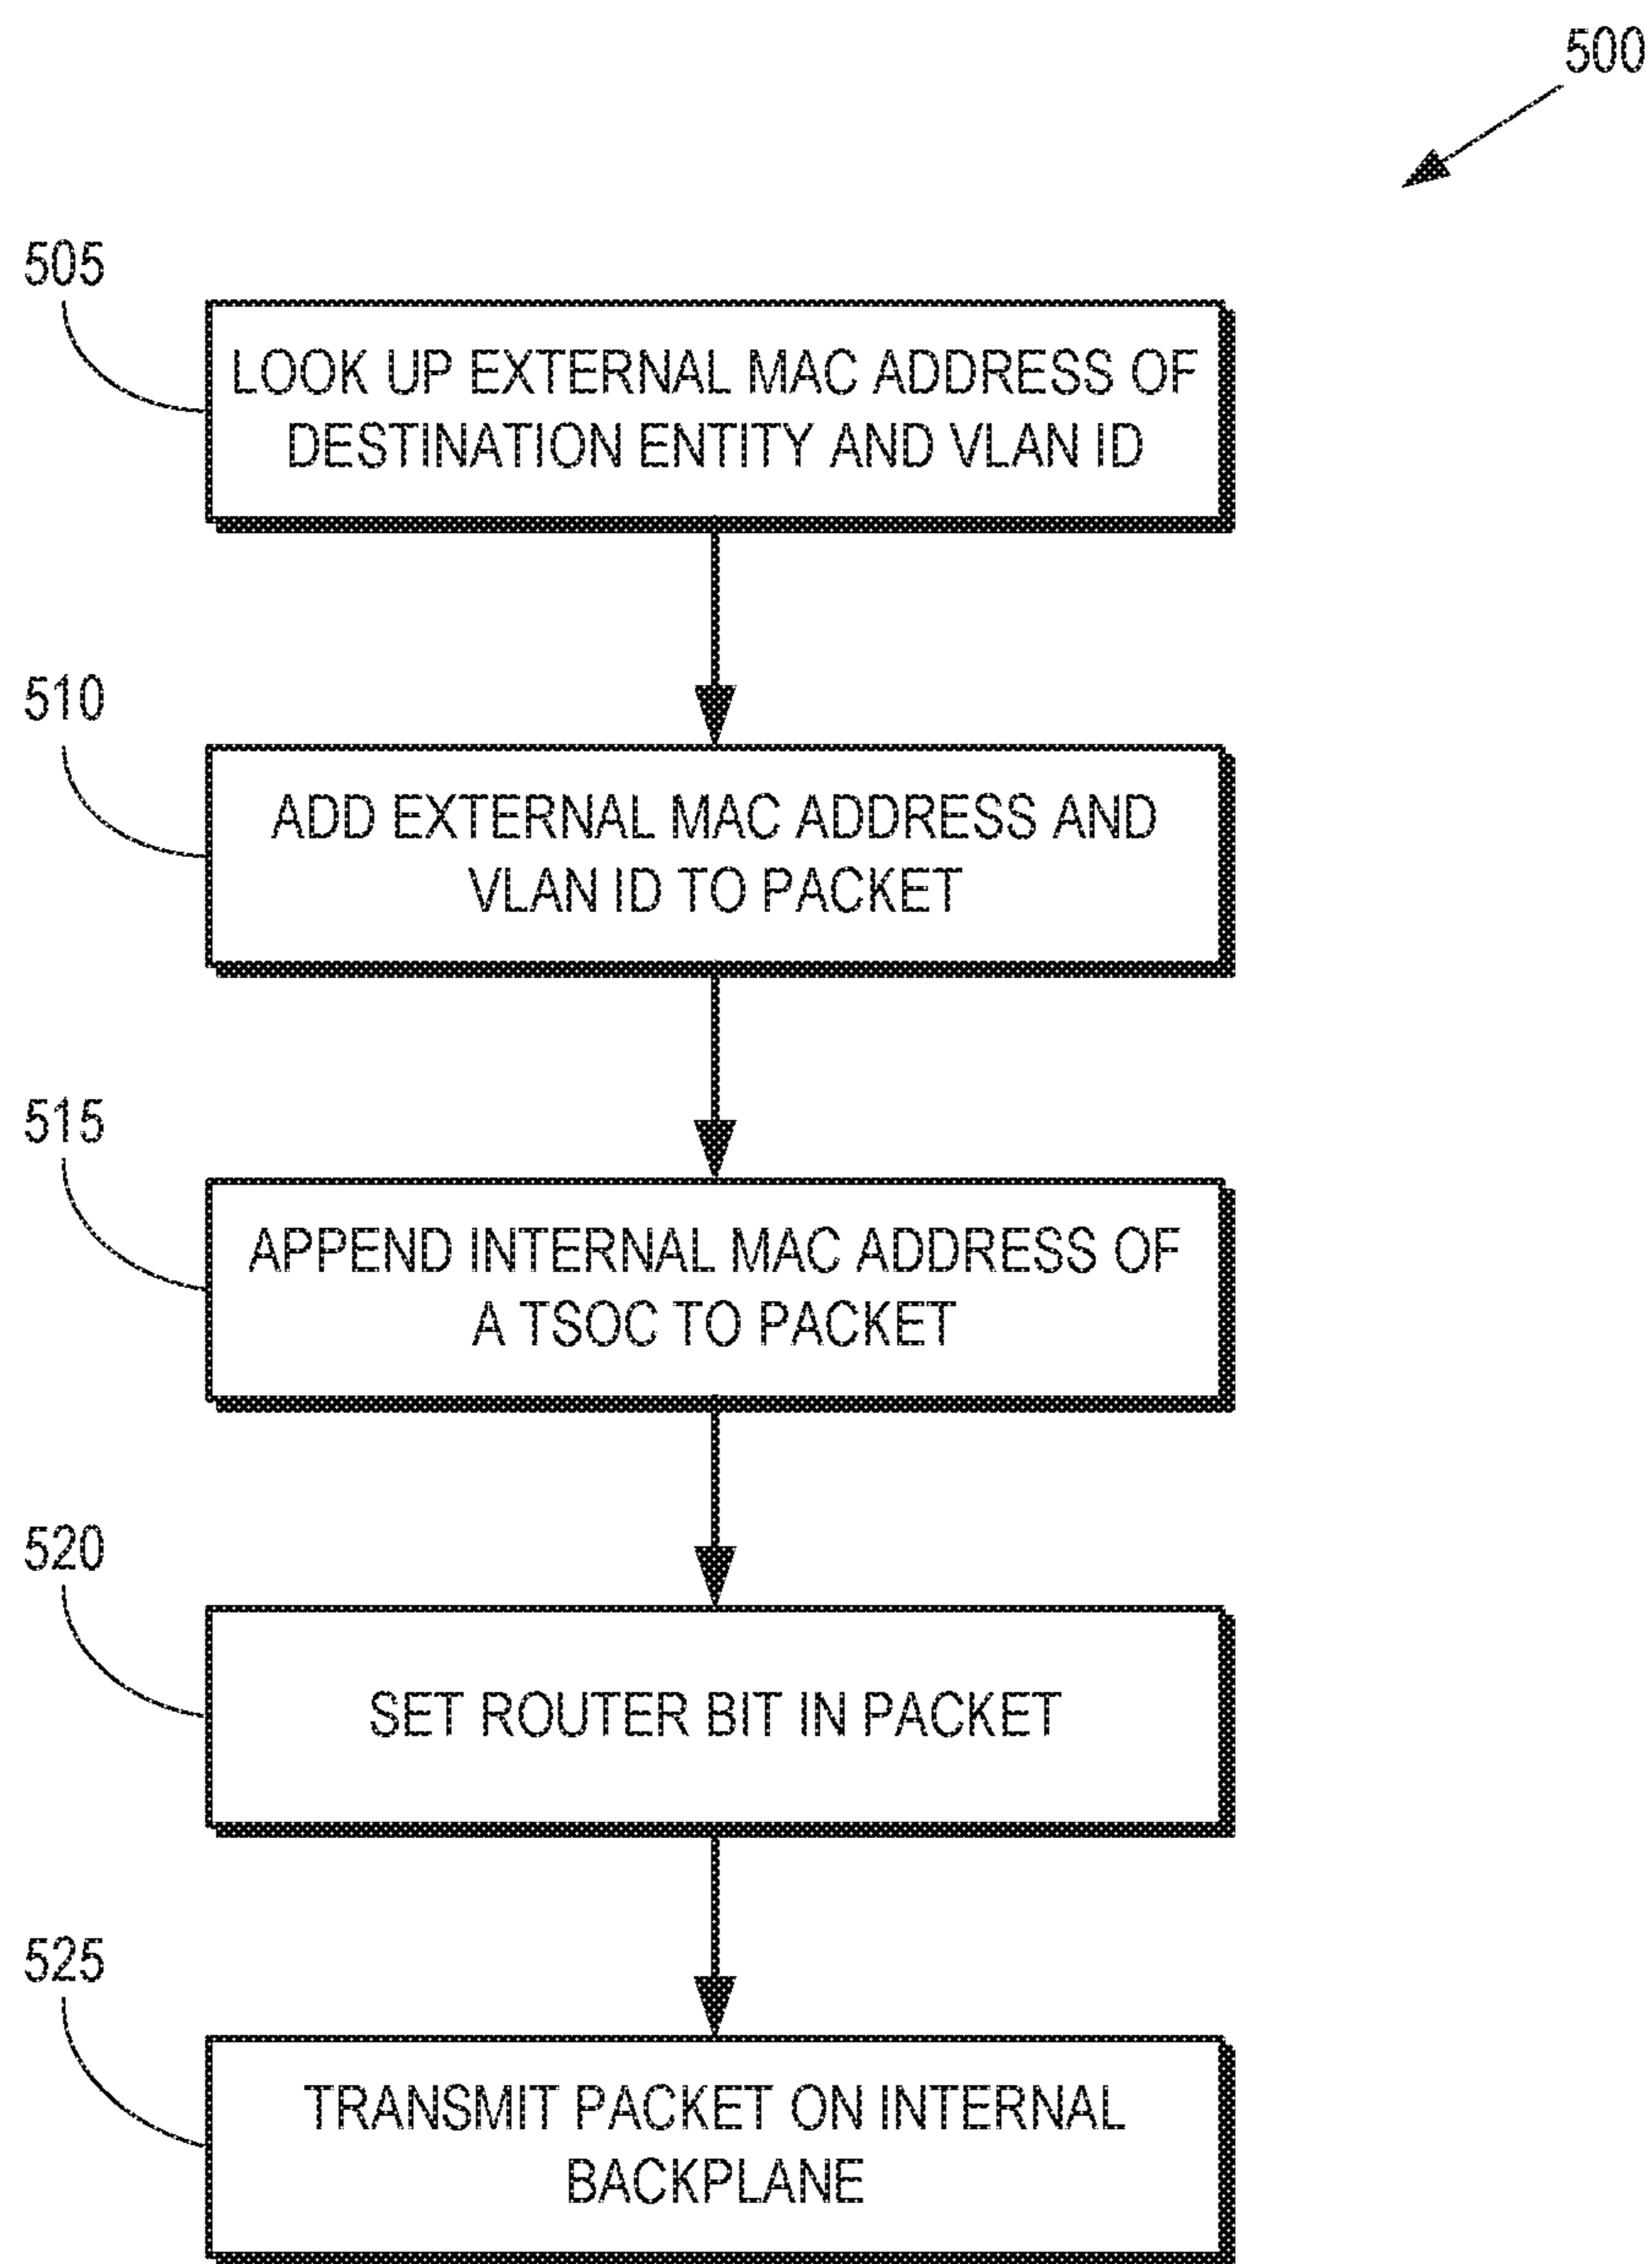 500
505
LOOK UP EXTERNAL MAC ADDRESS OF
DESTINATION ENTITY AND VLAN ID
510
ADD EXTERNAL MAC ADDRESS AND
VLAN ID TO PACKET
515
APPEND INTERNAL MAC ADDRESS OF
A TSOC TO PACKET
520
SET ROUTER BIT IN PACKET
525
TRANSMIT PACKET ON INTERNAL
BACKPLANE